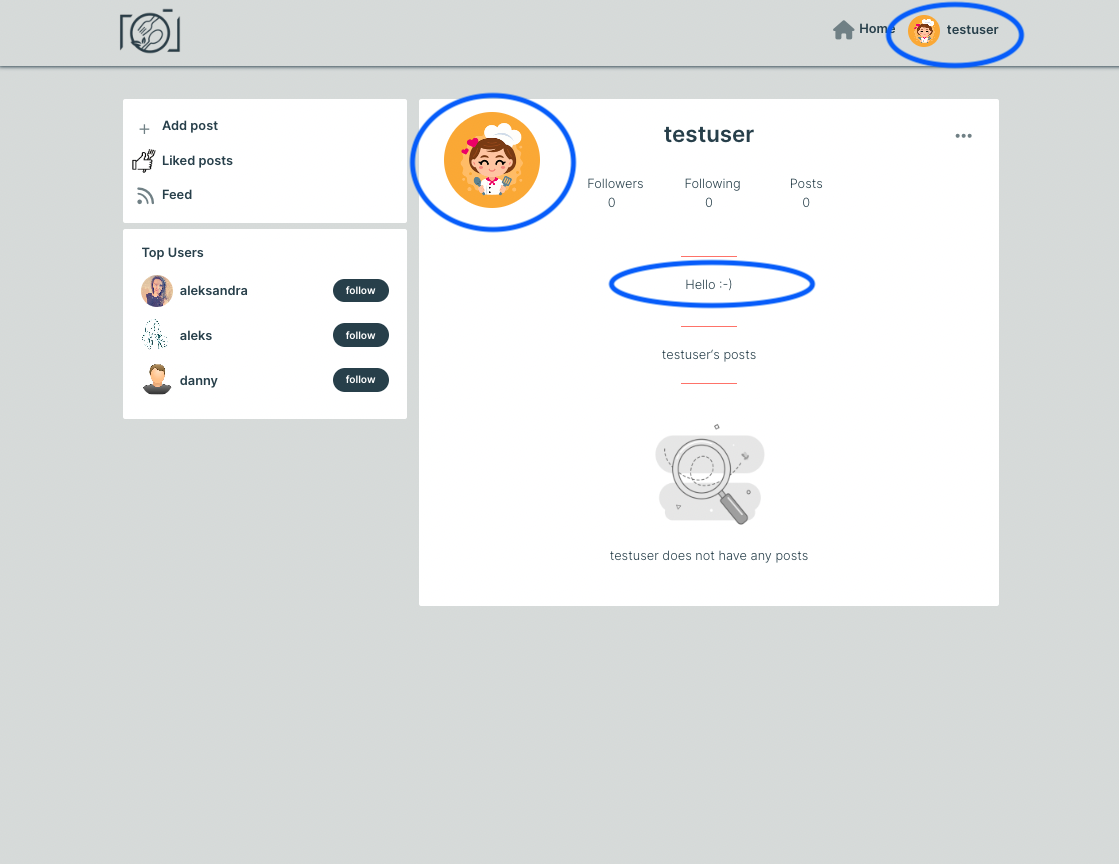 Home testuser
Add post
Liked posts
Feed
Top Users
aleksandra follow
aleks follow
danny follow
testuser
Followers Following Posts
0 0 0
Hello :-)
testuser's posts
testuser does not have any posts